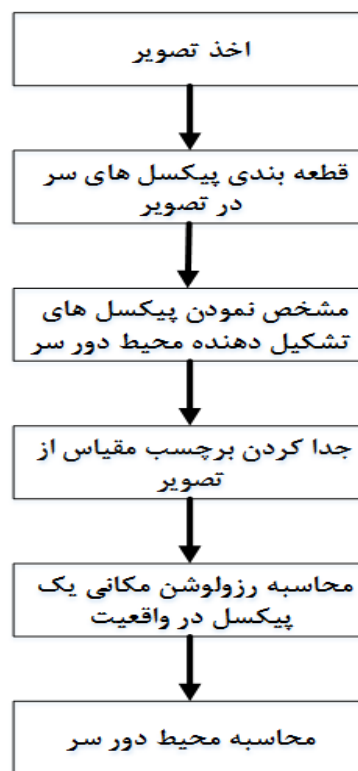 اخذ تصویر
قطعه بندی پیکسل های سر
در تصویر
مشخص نمودن پیکسل های
تشکیل دهنده محیط دور سر
جدا کردن برچسب مقیاس از
تصویر
محاسبه رزولوشن مکانی یک
پیکسل در واقعیت
محاسبه محیط دور سر